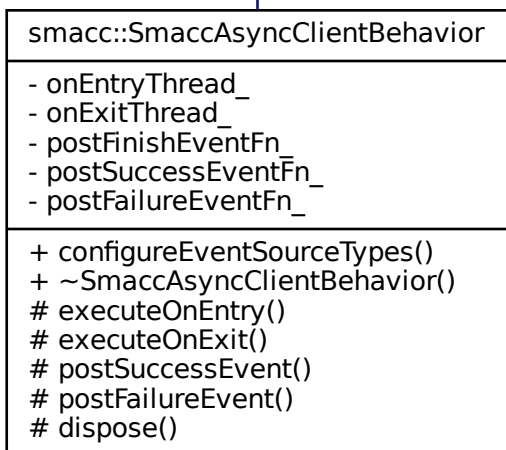 smacc::SmaccAsyncClientBehavior
- onEntryThread_
- onExitThread_
- postFinishEventFn_
- postSuccessEventFn_
- postFailureEventFn_
+ configureEventSourceTypes()
+ ~SmaccAsyncClientBehavior()
# executeOnEntry()
# executeOnExit()
# postSuccessEvent()
# postFailureEvent()
# dispose()